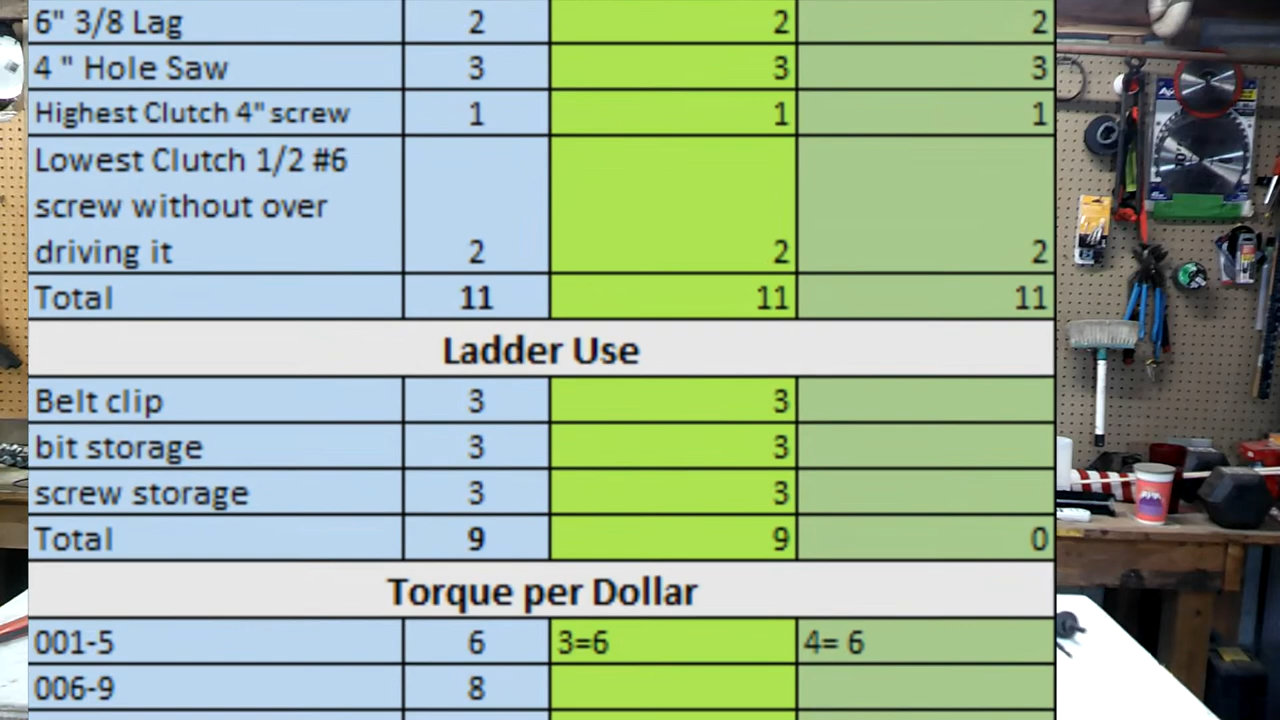 6" 3/8 Lag 2 2 2
4 " Hole Saw 3 3 3
Highest Clutch 4" screw 1 1 1
Lowest Clutch 1/2 #6
screw without over
driving it 2 2 2
Total 11 11 11
Ladder Use
Belt clip 3 3
bit storage 3 3
screw storage 3 3
Total 9 9 0
Torque per Dollar
001-5 6 3=6 4= 6
006-9 8